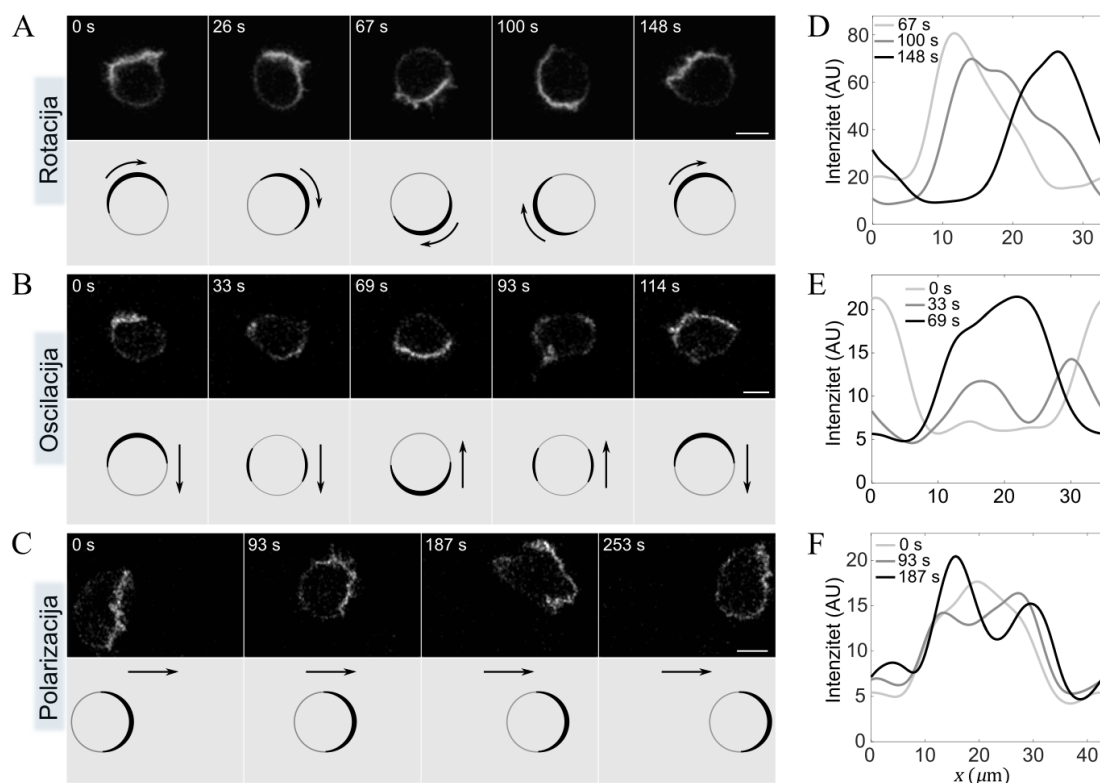 A
Rotacija
0 s
26 s
67 s
100 s
148 s
D
67 s
100 s
148 s
Intenzitet (AU)
80
60
40
20
0
0
10
20
30
B
Oscilacija
0 s
33 s
69 s
93 s
114 s
E
0 s
33 s
69 s
Intenzitet (AU)
20
15
10
5
0
0
10
20
30
C
Polarizacija
0 s
93 s
187 s
253 s
F
0 s
93 s
187 s
Intenzitet (AU)
20
15
10
5
0
0
10
20
30
40
x (μm)